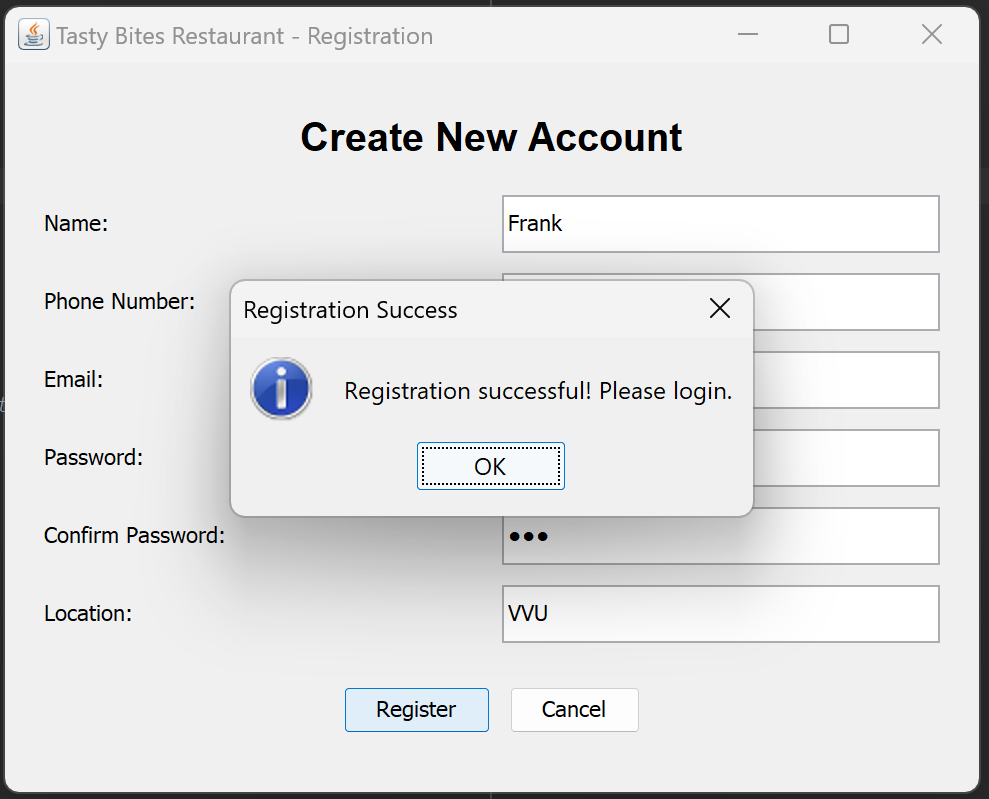 Tasty Bites Restaurant - Registration
Create New Account
Name:
Frank
Phone Number:
Registration Success
Email:
Registration successful! Please login.
Password:
OK
Confirm Password:
Location:
VVU
Register
Cancel